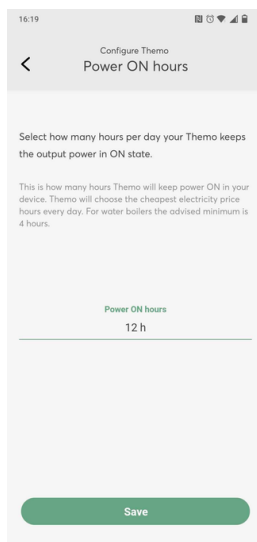 16:19
Configure Themo
Power ON hours
Select how many hours per day your Themo keeps
the output power in ON state.
This is how many hours Themo will keep power ON in your
device. Themo will choose the cheapest electricity price
hours every day. For water boilers the advised minimum is
4 hours.
Power ON hours
12 h
Save